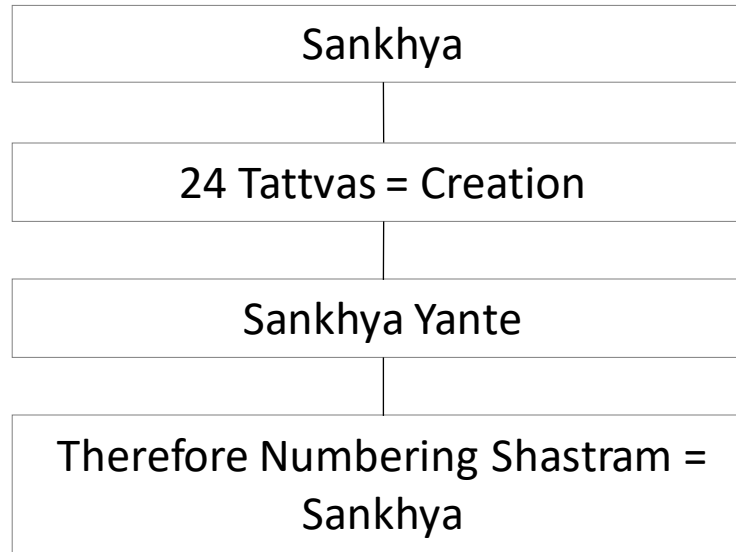 Sankhya
24 Tattvas = Creation
Sankhya Yante
Therefore Numbering Shastram =
Sankhya